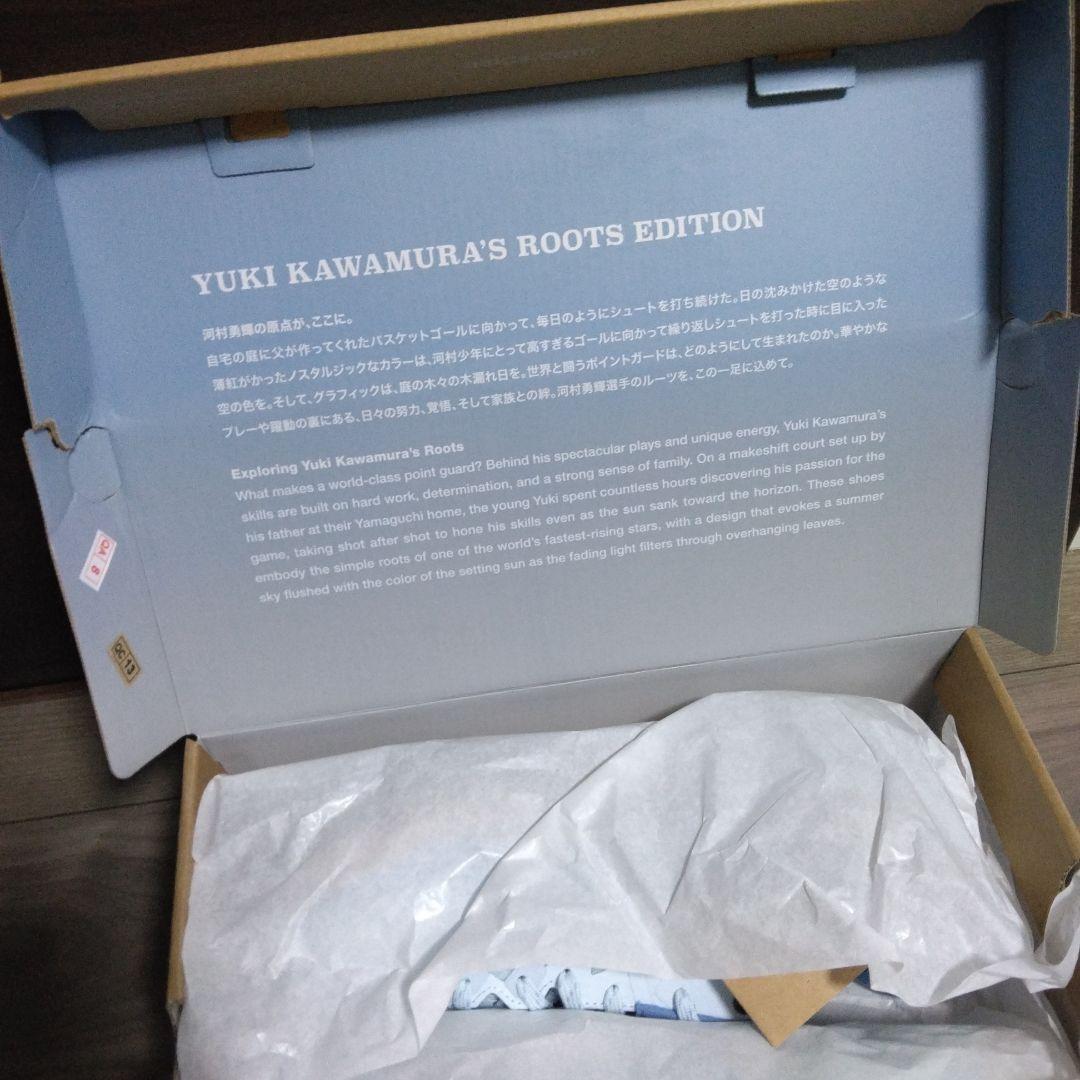 asics.com
YUKI KAWAMURA'S ROOTS EDITION
河村勇輝の原点が、ここに。
自宅の庭に父が作ってくれたバスケットゴールに向かって、毎日のようにシュートを打ち続けた。日の沈みかけた空のような
薄紅がかったノスタルジックなカラーは、河村少年にとって高すぎるゴールに向かって繰り返しシュートを打った時に目に入った
空の色を。そして、グラフィックは、庭の木々の木漏れ日を。世界と闘うポイントガードは、どのようにして生まれたのか。華やかな
プレーや躍動の裏にある、日々の努力、覚悟、そして家族との絆。河村勇輝選手のルーツを、この一足に込めて。
Exploring Yuki Kawamura's Roots
What makes a world-class point guard? Behind his spectacular plays and unique energy, Yuki Kawamura's
skills are built on hard work, determination, and a strong sense of family. On a makeshift court set up by
his father at their Yamaguchi home, the young Yuki spent countless hours discovering his passion for the
game, taking shot after shot to hone his skills even as the sun sank toward the horizon. These shoes
embody the simple roots of one of the world's fastest-rising stars, with a design that evokes a summer
sky flushed with the color of the setting sun as the fading light filters through overhanging leaves.
QA 8
QC 13